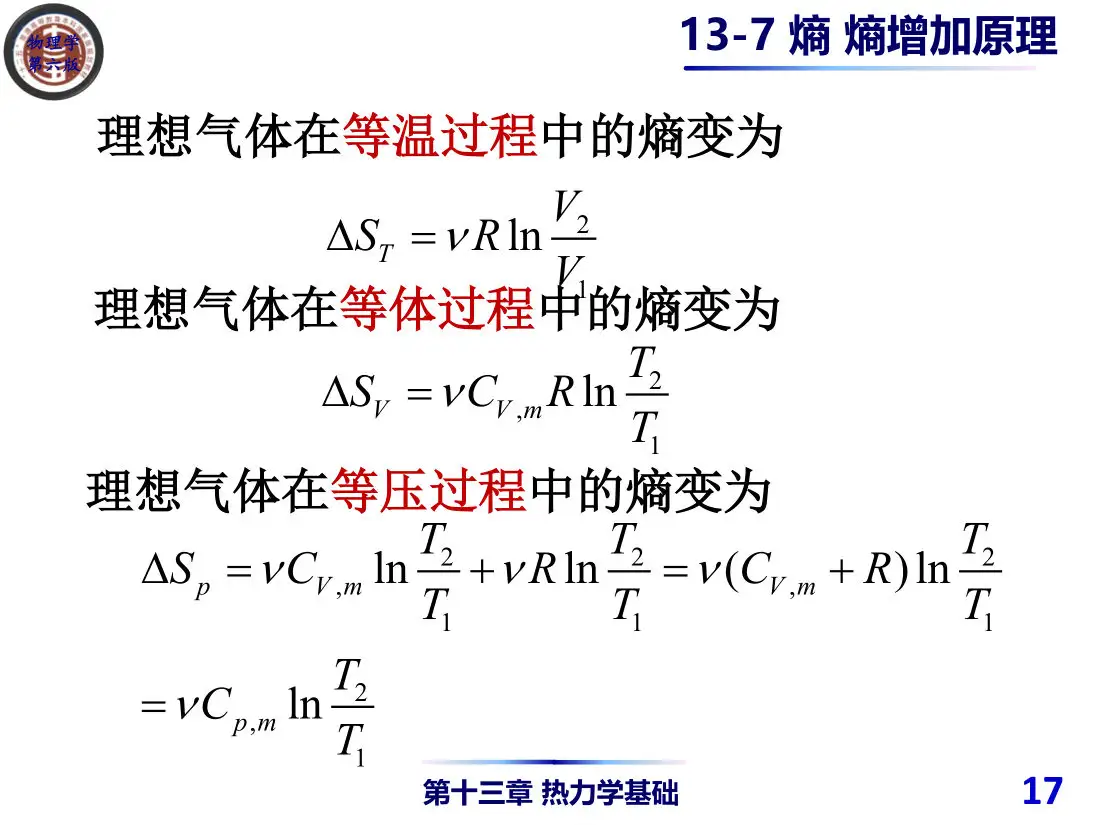 物理学
第六版
13-7 熵 熵增加原理
理想气体在等温过程中的熵变为
ΔS_T = νR ln V_2/V_1
理想气体在等体过程中的熵变为
ΔS_V = νC_{V,m} R ln T_2/T_1
理想气体在等压过程中的熵变为
ΔS_p = νC_{V,m} ln T_2/T_1 + νR ln T_2/T_1 = ν(C_{V,m} + R) ln T_2/T_1
= νC_{p,m} ln T_2/T_1
第十三章 热力学基础
17